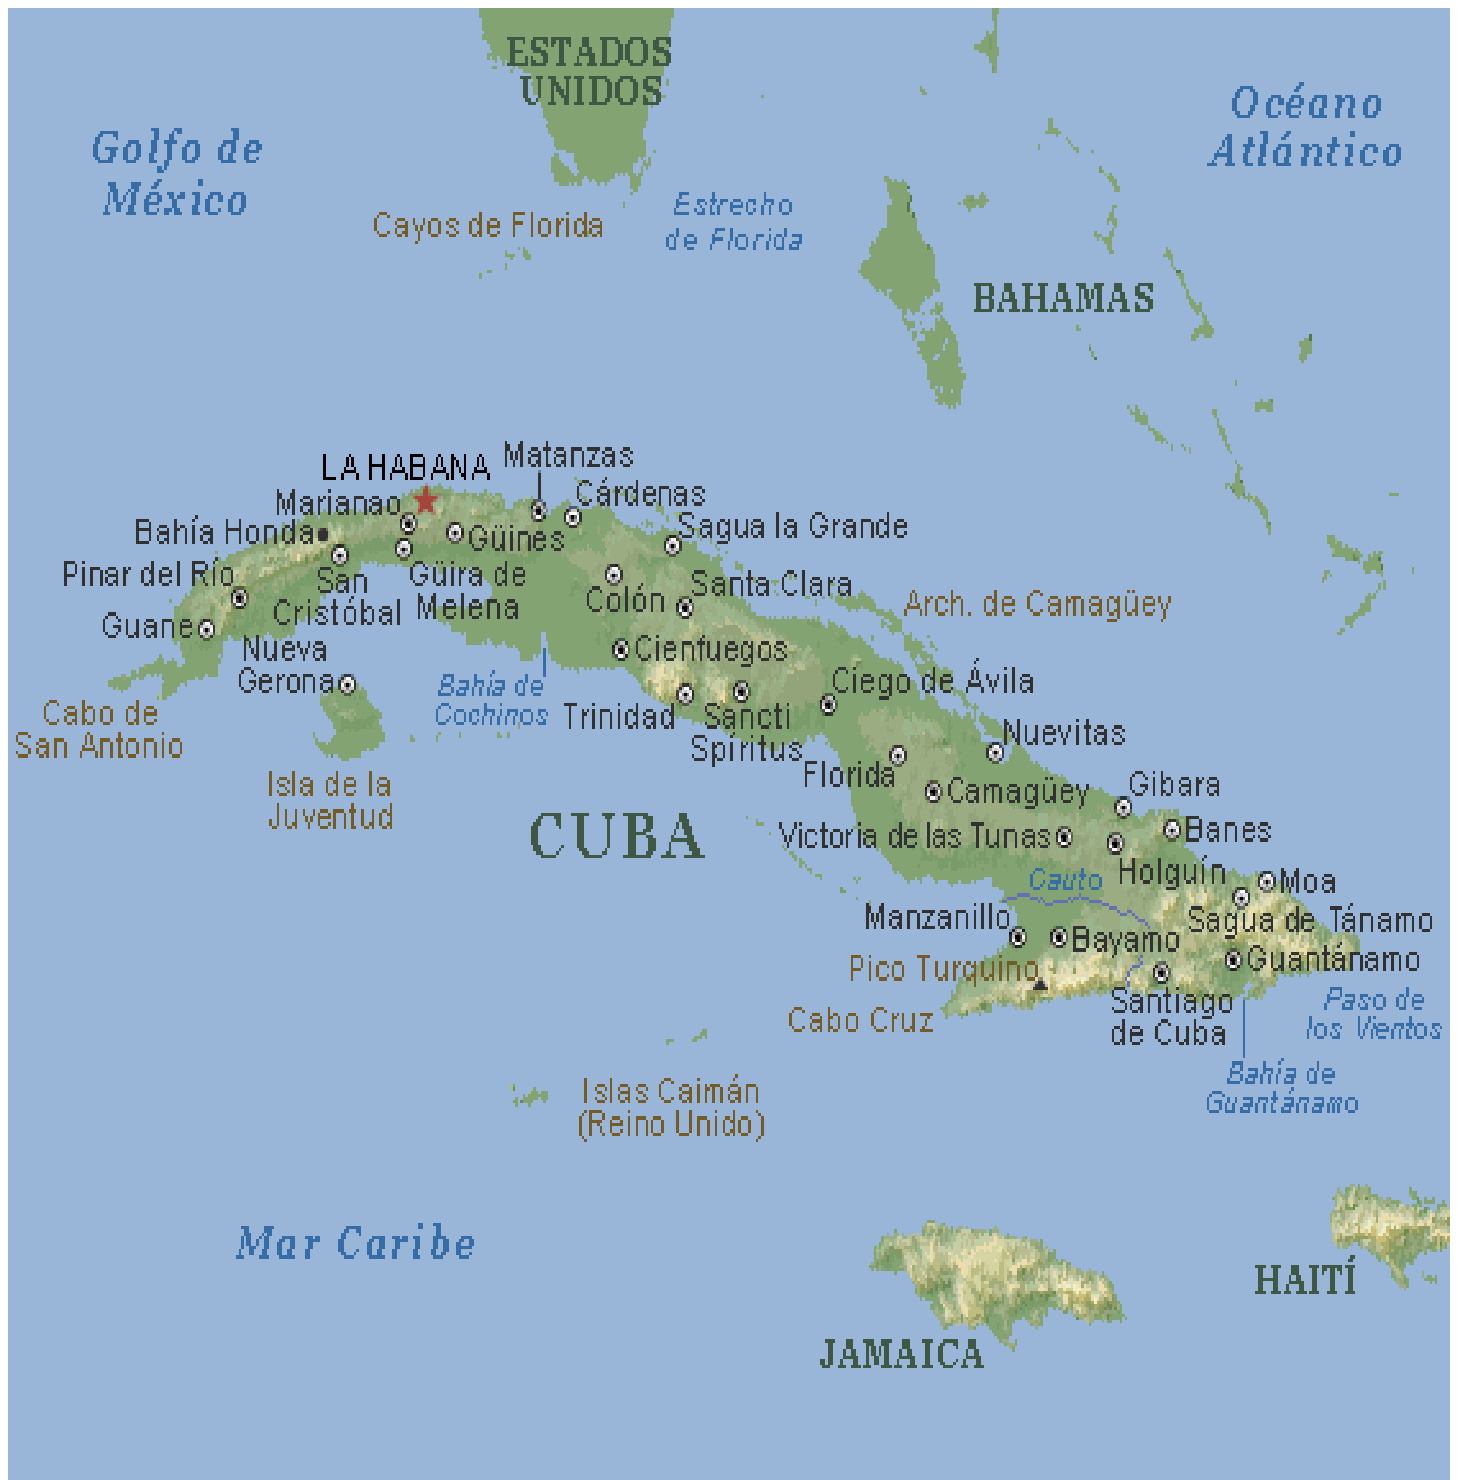 ESTADOS
UNIDOS
Océano
Atlántico
Golfo de
México
Estrecho
de Florida
Cayos de Florida
BAHAMAS
Matanzas
LA HABANA
Cárdenas
Marianao
Sagua la Grande
Bahía Honda
Güines
Pinar del Río
San
Cristóbal
Güira de
Melena
Colón
Santa Clara
Arch. de Camagüey
Guane
Nueva
Gerona
Cienfuegos
Bahía de
Cochinos
Ciego de Ávila
Cabo de
San Antonio
Trinidad
Sancti
Spíritus
Nuevitas
Isla de la
Juventud
Florida
Camagüey
Gibara
CUBA
Victoria de las Tunas
Banes
Holguín
Cauto
Moa
Manzanillo
Sagua de Tánamo
Bayamo
Guantánamo
Pico Turquino
Santiago
de Cuba
Paso de
los Vientos
Cabo Cruz
Bahía de
Guantánamo
Islas Caimán
(Reino Unido)
Mar Caribe
HAITÍ
JAMAICA